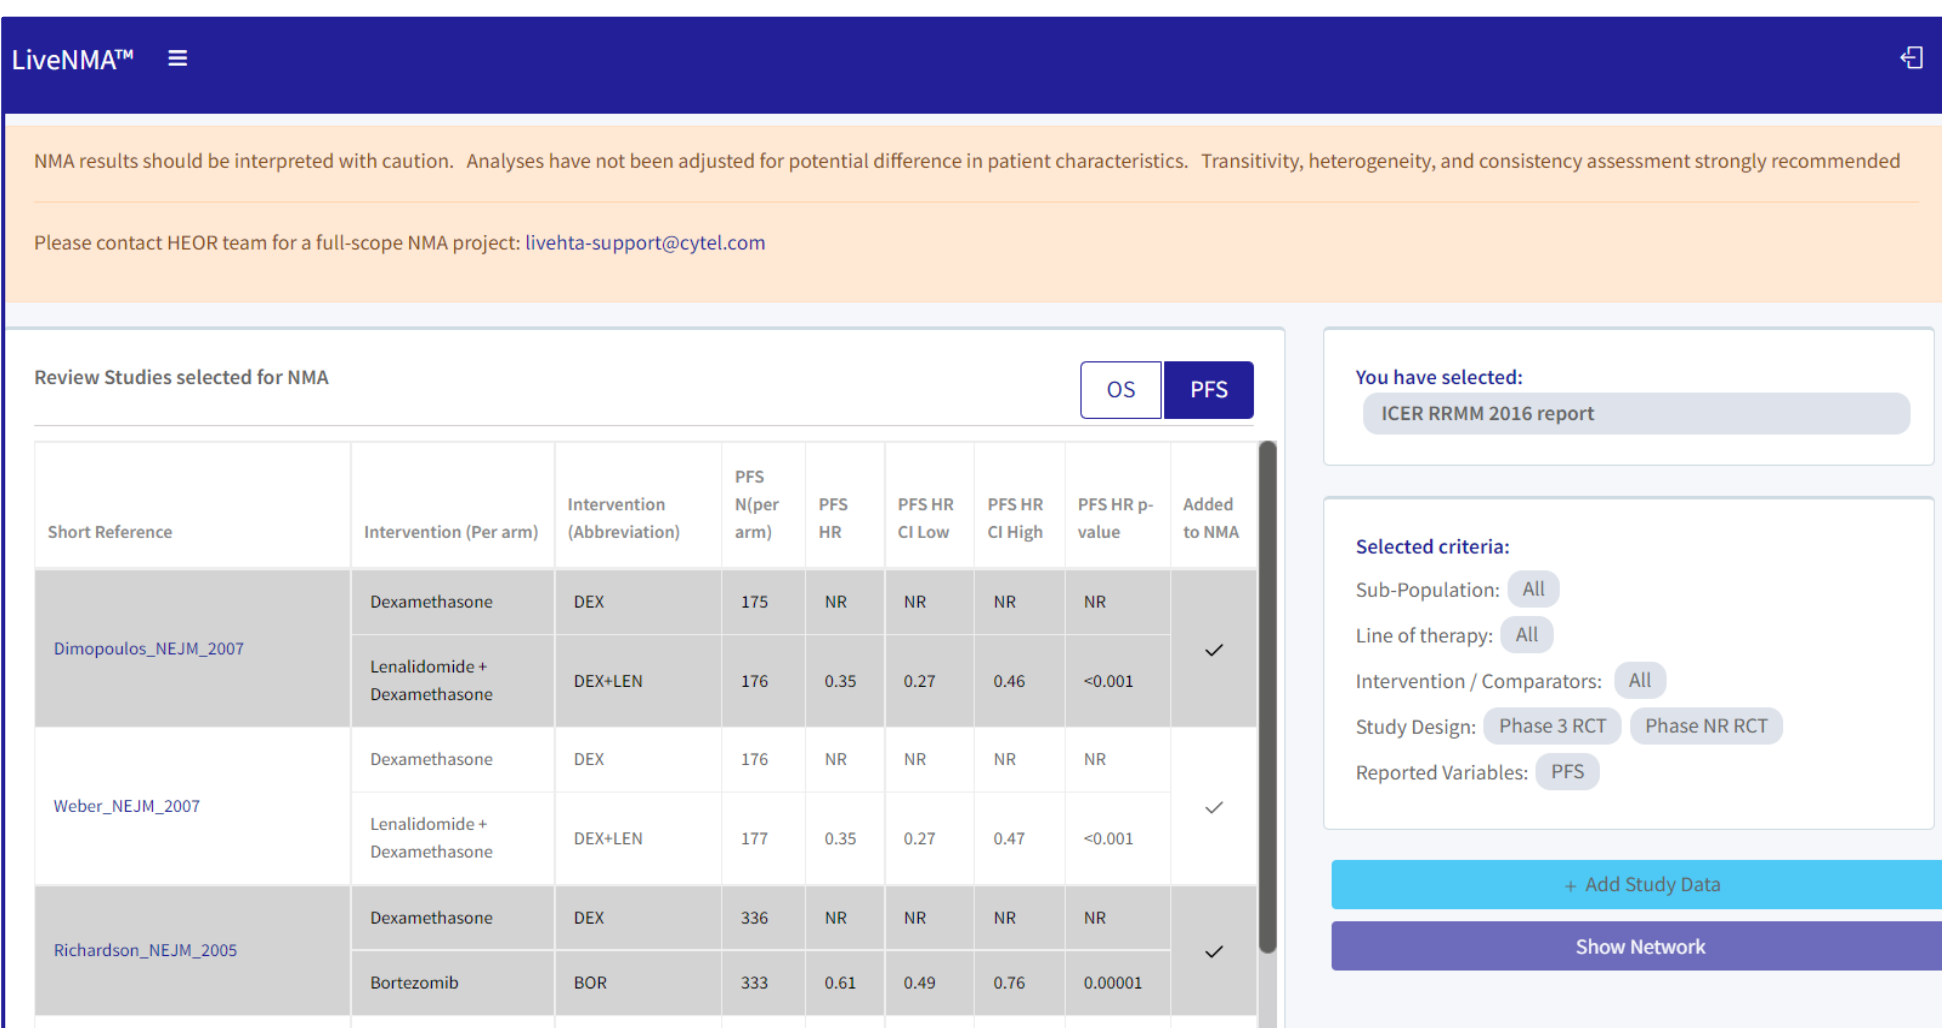 LiveNMA™
NMA results should be interpreted with caution. Analyses have not been adjusted for potential difference in patient characteristics. Transitivity, heterogeneity, and consistency assessment strongly recommended
Please contact HEOR team for a full-scope NMA project: livehta-support@cytel.com
Review Studies selected for NMA
OS PFS
Short Reference Intervention (Per arm) Intervention (Abbreviation) PFS N(per arm) PFS HR PFS HR CI Low PFS HR CI High PFS HR p-value Added to NMA
Dimopoulos_NEJM_2007
Dexamethasone DEX 175 NR NR NR NR
Lenalidomide + Dexamethasone DEX+LEN 176 0.35 0.27 0.46 <0.001
Weber_NEJM_2007
Dexamethasone DEX 176 NR NR NR NR
Lenalidomide + Dexamethasone DEX+LEN 177 0.35 0.27 0.47 <0.001
Richardson_NEJM_2005
Dexamethasone DEX 336 NR NR NR NR
Bortezomib BOR 333 0.61 0.49 0.76 0.00001
You have selected:
ICER RRMM 2016 report
Selected criteria:
Sub-Population: All
Line of therapy: All
Intervention / Comparators: All
Study Design: Phase 3 RCT Phase NR RCT
Reported Variables: PFS
+ Add Study Data
Show Network